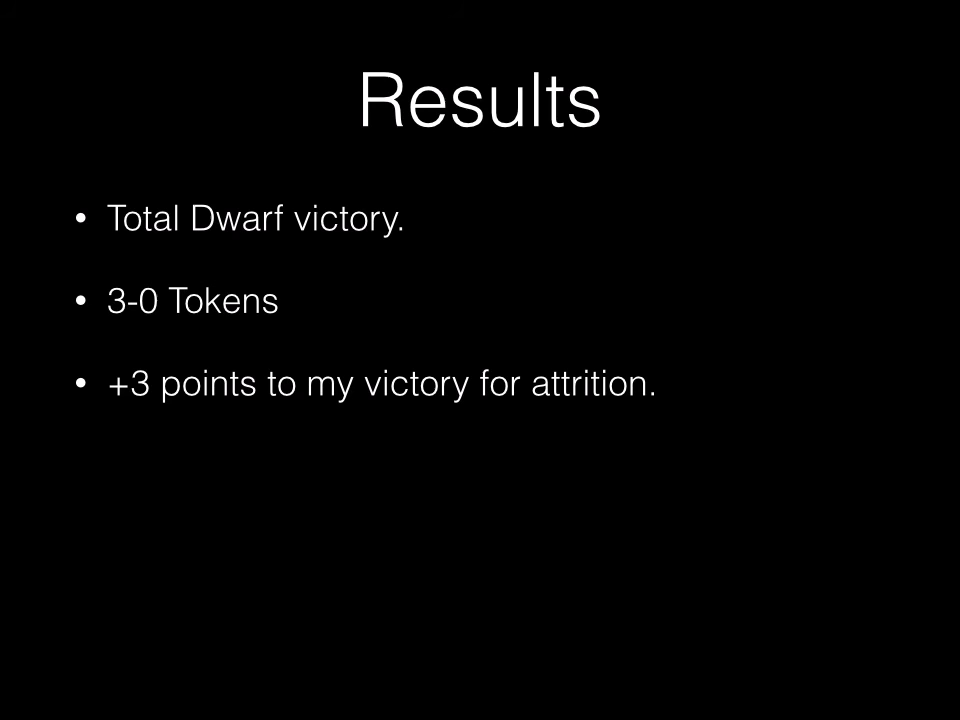 Results
• Total Dwarf victory.
• 3-0 Tokens
• +3 points to my victory for attrition.